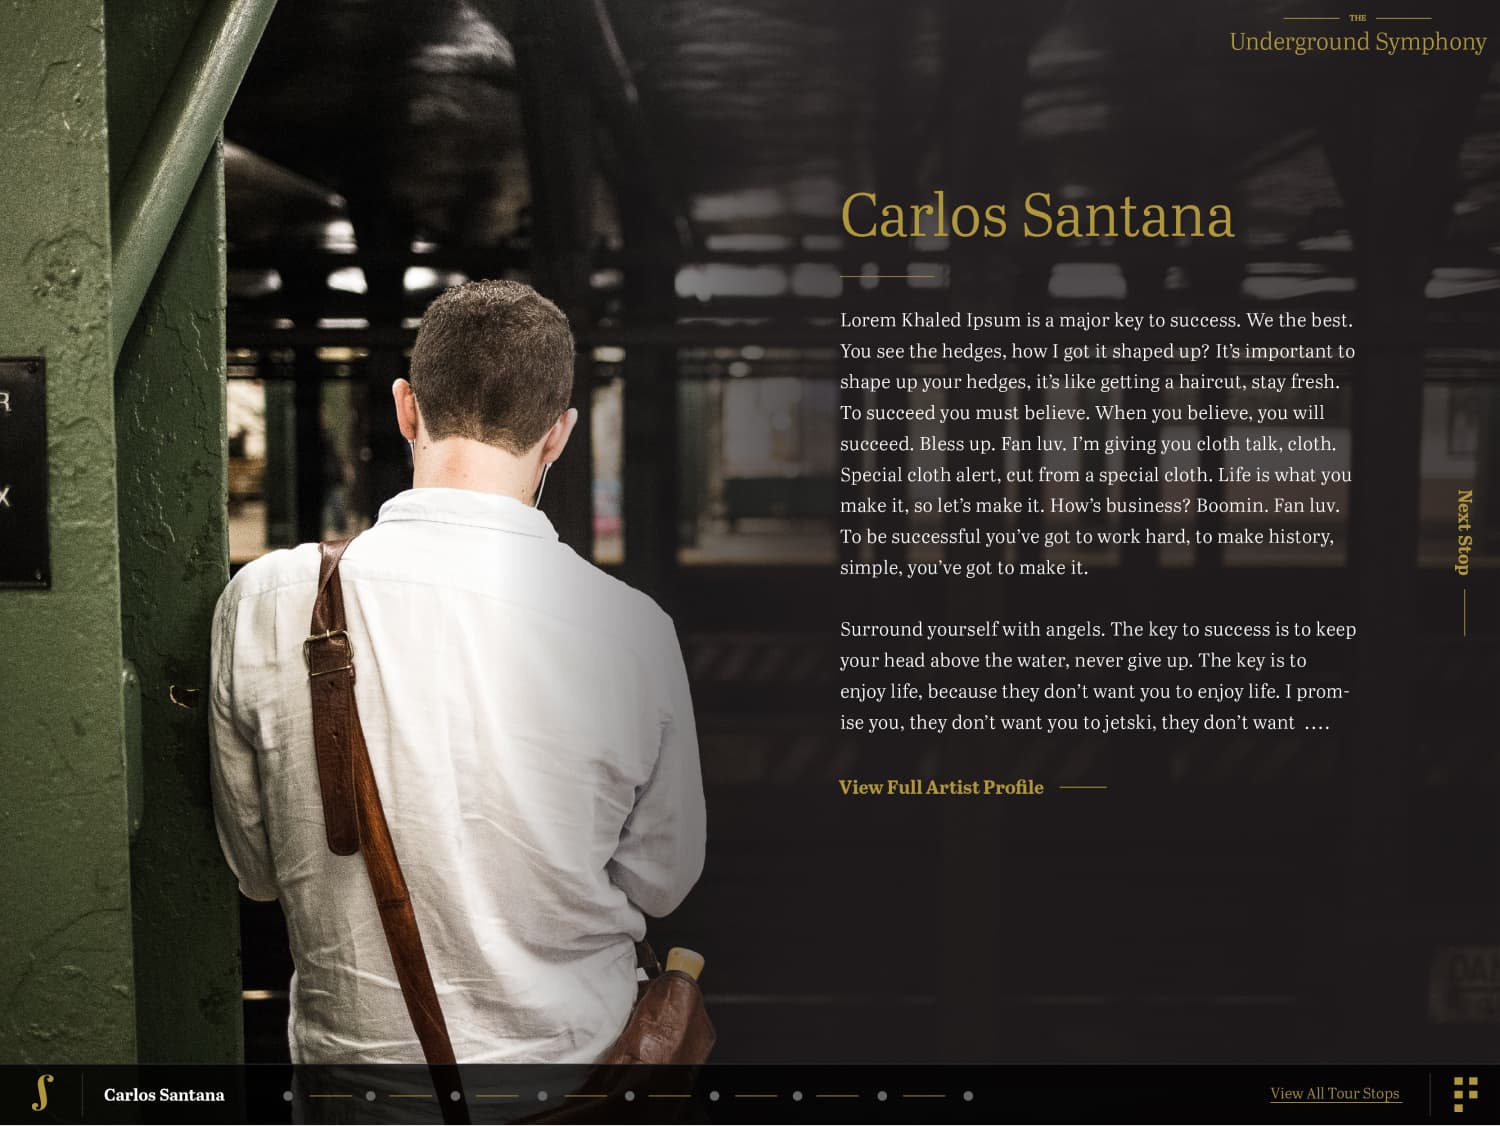 THE
Underground Symphony
Carlos Santana
Lorem Khaled Ipsum is a major key to success. We the best.
You see the hedges, how I got it shaped up? It’s important to
shape up your hedges, it’s like getting a haircut, stay fresh.
To succeed you must believe. When you believe, you will
succeed. Bless up. Fan luv. I’m giving you cloth talk, cloth.
Special cloth alert, cut from a special cloth. Life is what you
make it, so let’s make it. How’s business? Boomin. Fan luv.
To be successful you’ve got to work hard, to make history,
simple, you’ve got to make it.
Surround yourself with angels. The key to success is to keep
your head above the water, never give up. The key is to
enjoy life, because they don’t want you to enjoy life. I prom-
ise you, they don’t want you to jetski, they don’t want ....
View Full Artist Profile
Next Stop
R
X
Carlos Santana
View All Tour Stops